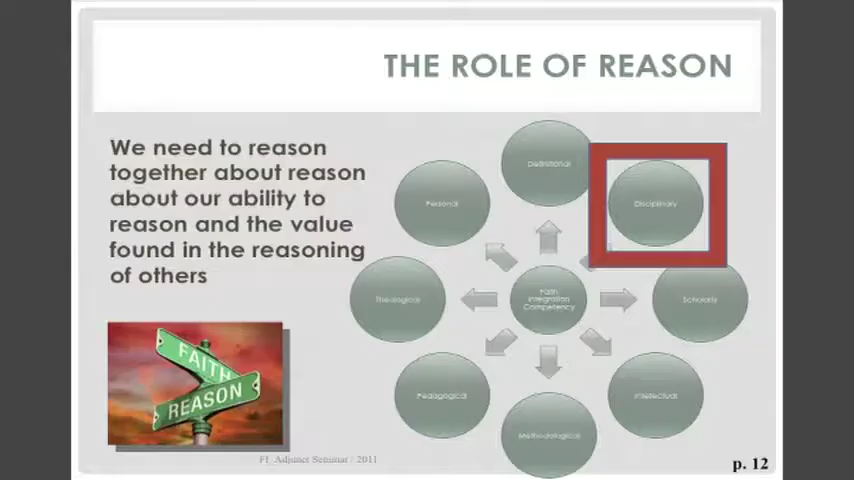 THE ROLE OF REASON
We need to reason
together about reason
about our ability to
reason and the value
found in the reasoning
of others
Definitional
Disciplinary
Scholarly
Intellectual
Methodological
Pedagogical
Theological
Personal
Faith
Integration
Competency
FAITH
REASON
FI_Adjunct Seminar / 2011
p. 12